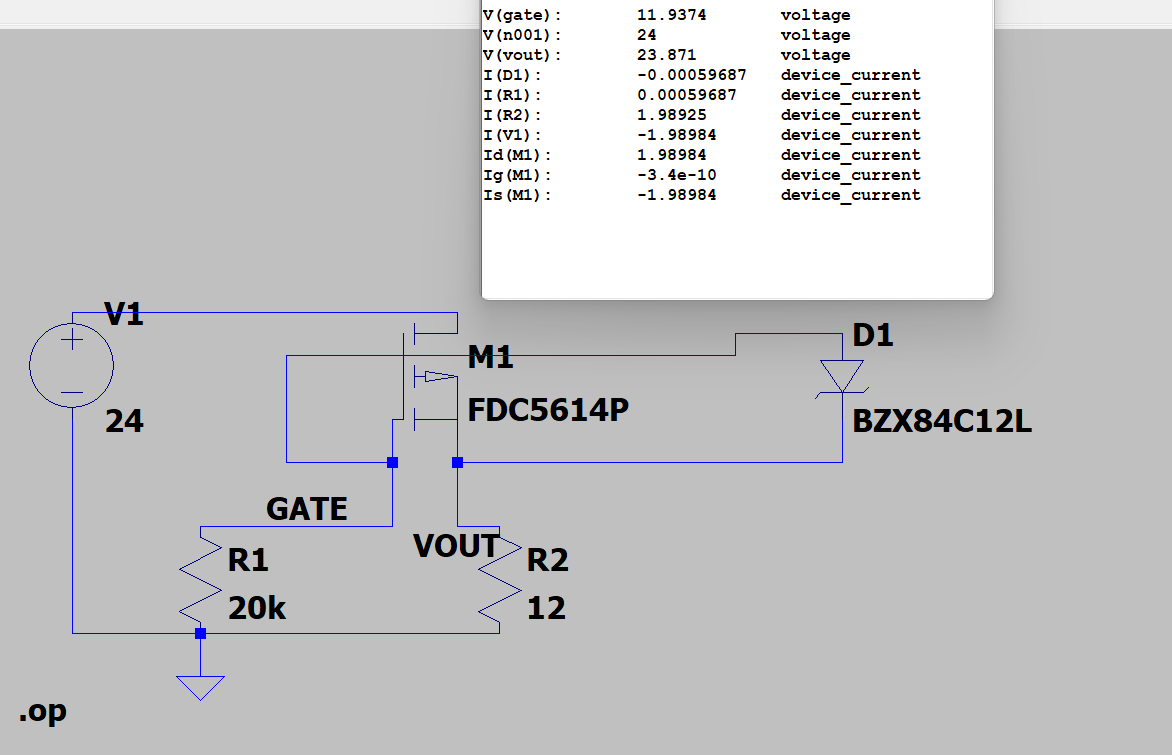 V(gate): 11.9374 voltage
V(n001): 24 voltage
V(vout): 23.871 voltage
I(D1): -0.00059687 device_current
I(R1): 0.00059687 device_current
I(R2): 1.98925 device_current
I(V1): -1.98984 device_current
Id(M1): 1.98984 device_current
Ig(M1): -3.4e-10 device_current
Is(M1): -1.98984 device_current
V1
24
M1
FDC5614P
D1
BZX84C12L
GATE
VOUT
R1
20k
R2
12
.op